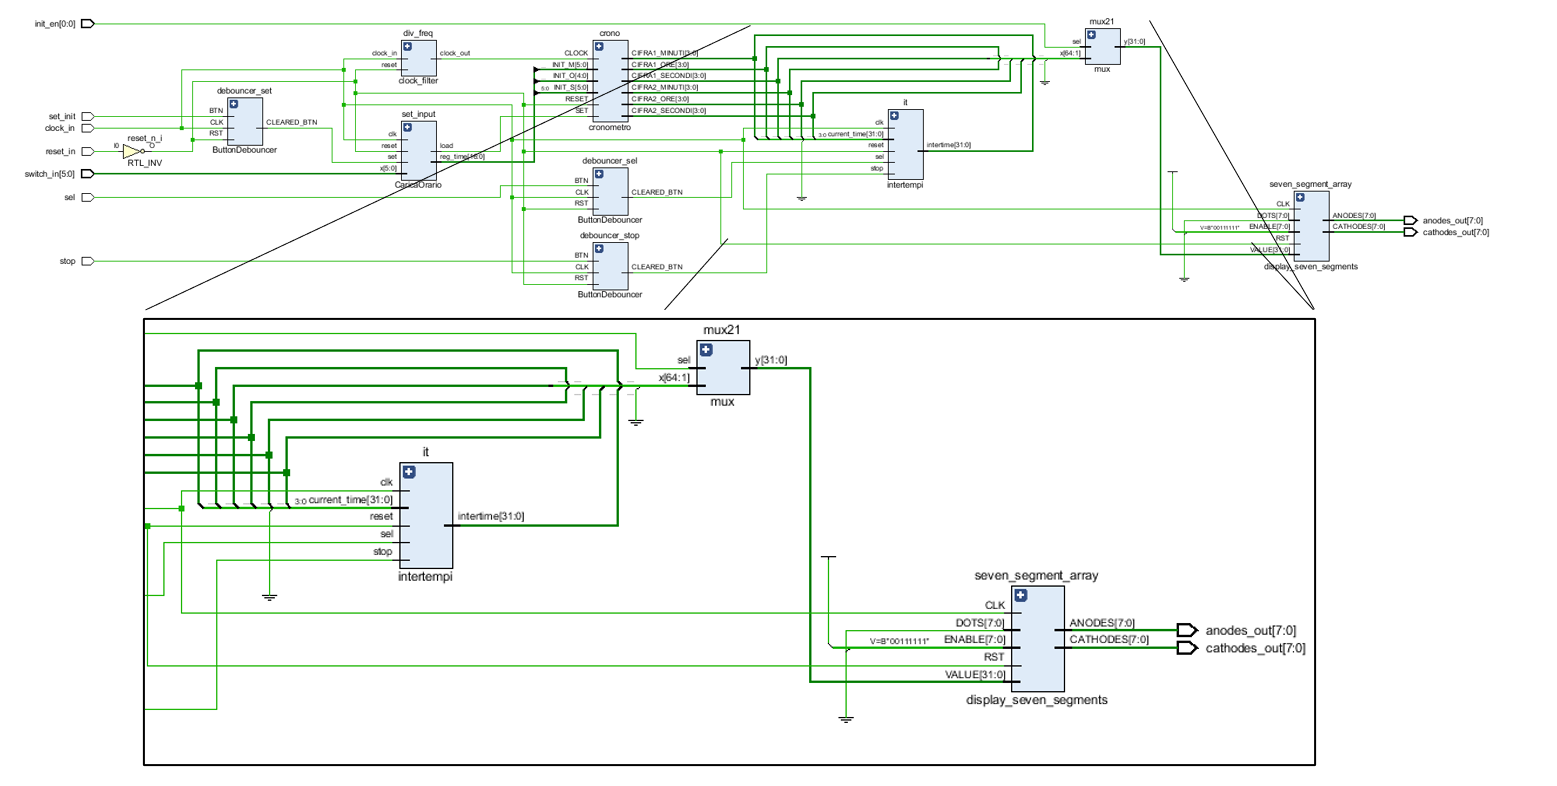 init_en[0:0]
set_init
clock_in
reset_in
switch_in[5:0]
sel
stop
reset_n_i
I0
O
RTL_INV
debouncer_set
BTN
CLK
RST
CLEARED_BTN
ButtonDebouncer
div_freq
clock_in
reset
clock_out
clock_filter
set_input
clk
reset
set
x[5:0]
load
reg_time[16:0]
CaricaOrario
crono
CLOCK
INIT_M[5:0]
INIT_O[4:0]
5:0 INIT_S[5:0]
RESET
SET
CIFRA1_MINUTI[3:0]
CIFRA1_ORE[3:0]
CIFRA1_SECONDI[3:0]
CIFRA2_MINUTI[3:0]
CIFRA2_ORE[3:0]
CIFRA2_SECONDI[3:0]
cronometro
debouncer_sel
BTN
CLK
RST
CLEARED_BTN
ButtonDebouncer
debouncer_stop
BTN
CLK
RST
CLEARED_BTN
ButtonDebouncer
it
clk
3:0 current_time[31:0]
reset
sel
stop
intertime[31:0]
intertempi
mux21
sel
x[64:1]
y[31:0]
mux
seven_segment_array
CLK
DOTS[7:0]
V=B"00111111" ENABLE[7:0]
RST
VALUE[31:0]
ANODES[7:0]
CATHODES[7:0]
display_seven_segments
anodes_out[7:0]
cathodes_out[7:0]
mux21
sel
x[64:1]
y[31:0]
mux
it
clk
3:0 current_time[31:0]
reset
sel
stop
intertime[31:0]
intertempi
seven_segment_array
CLK
DOTS[7:0]
V=B"00111111" ENABLE[7:0]
RST
VALUE[31:0]
ANODES[7:0]
CATHODES[7:0]
display_seven_segments
anodes_out[7:0]
cathodes_out[7:0]